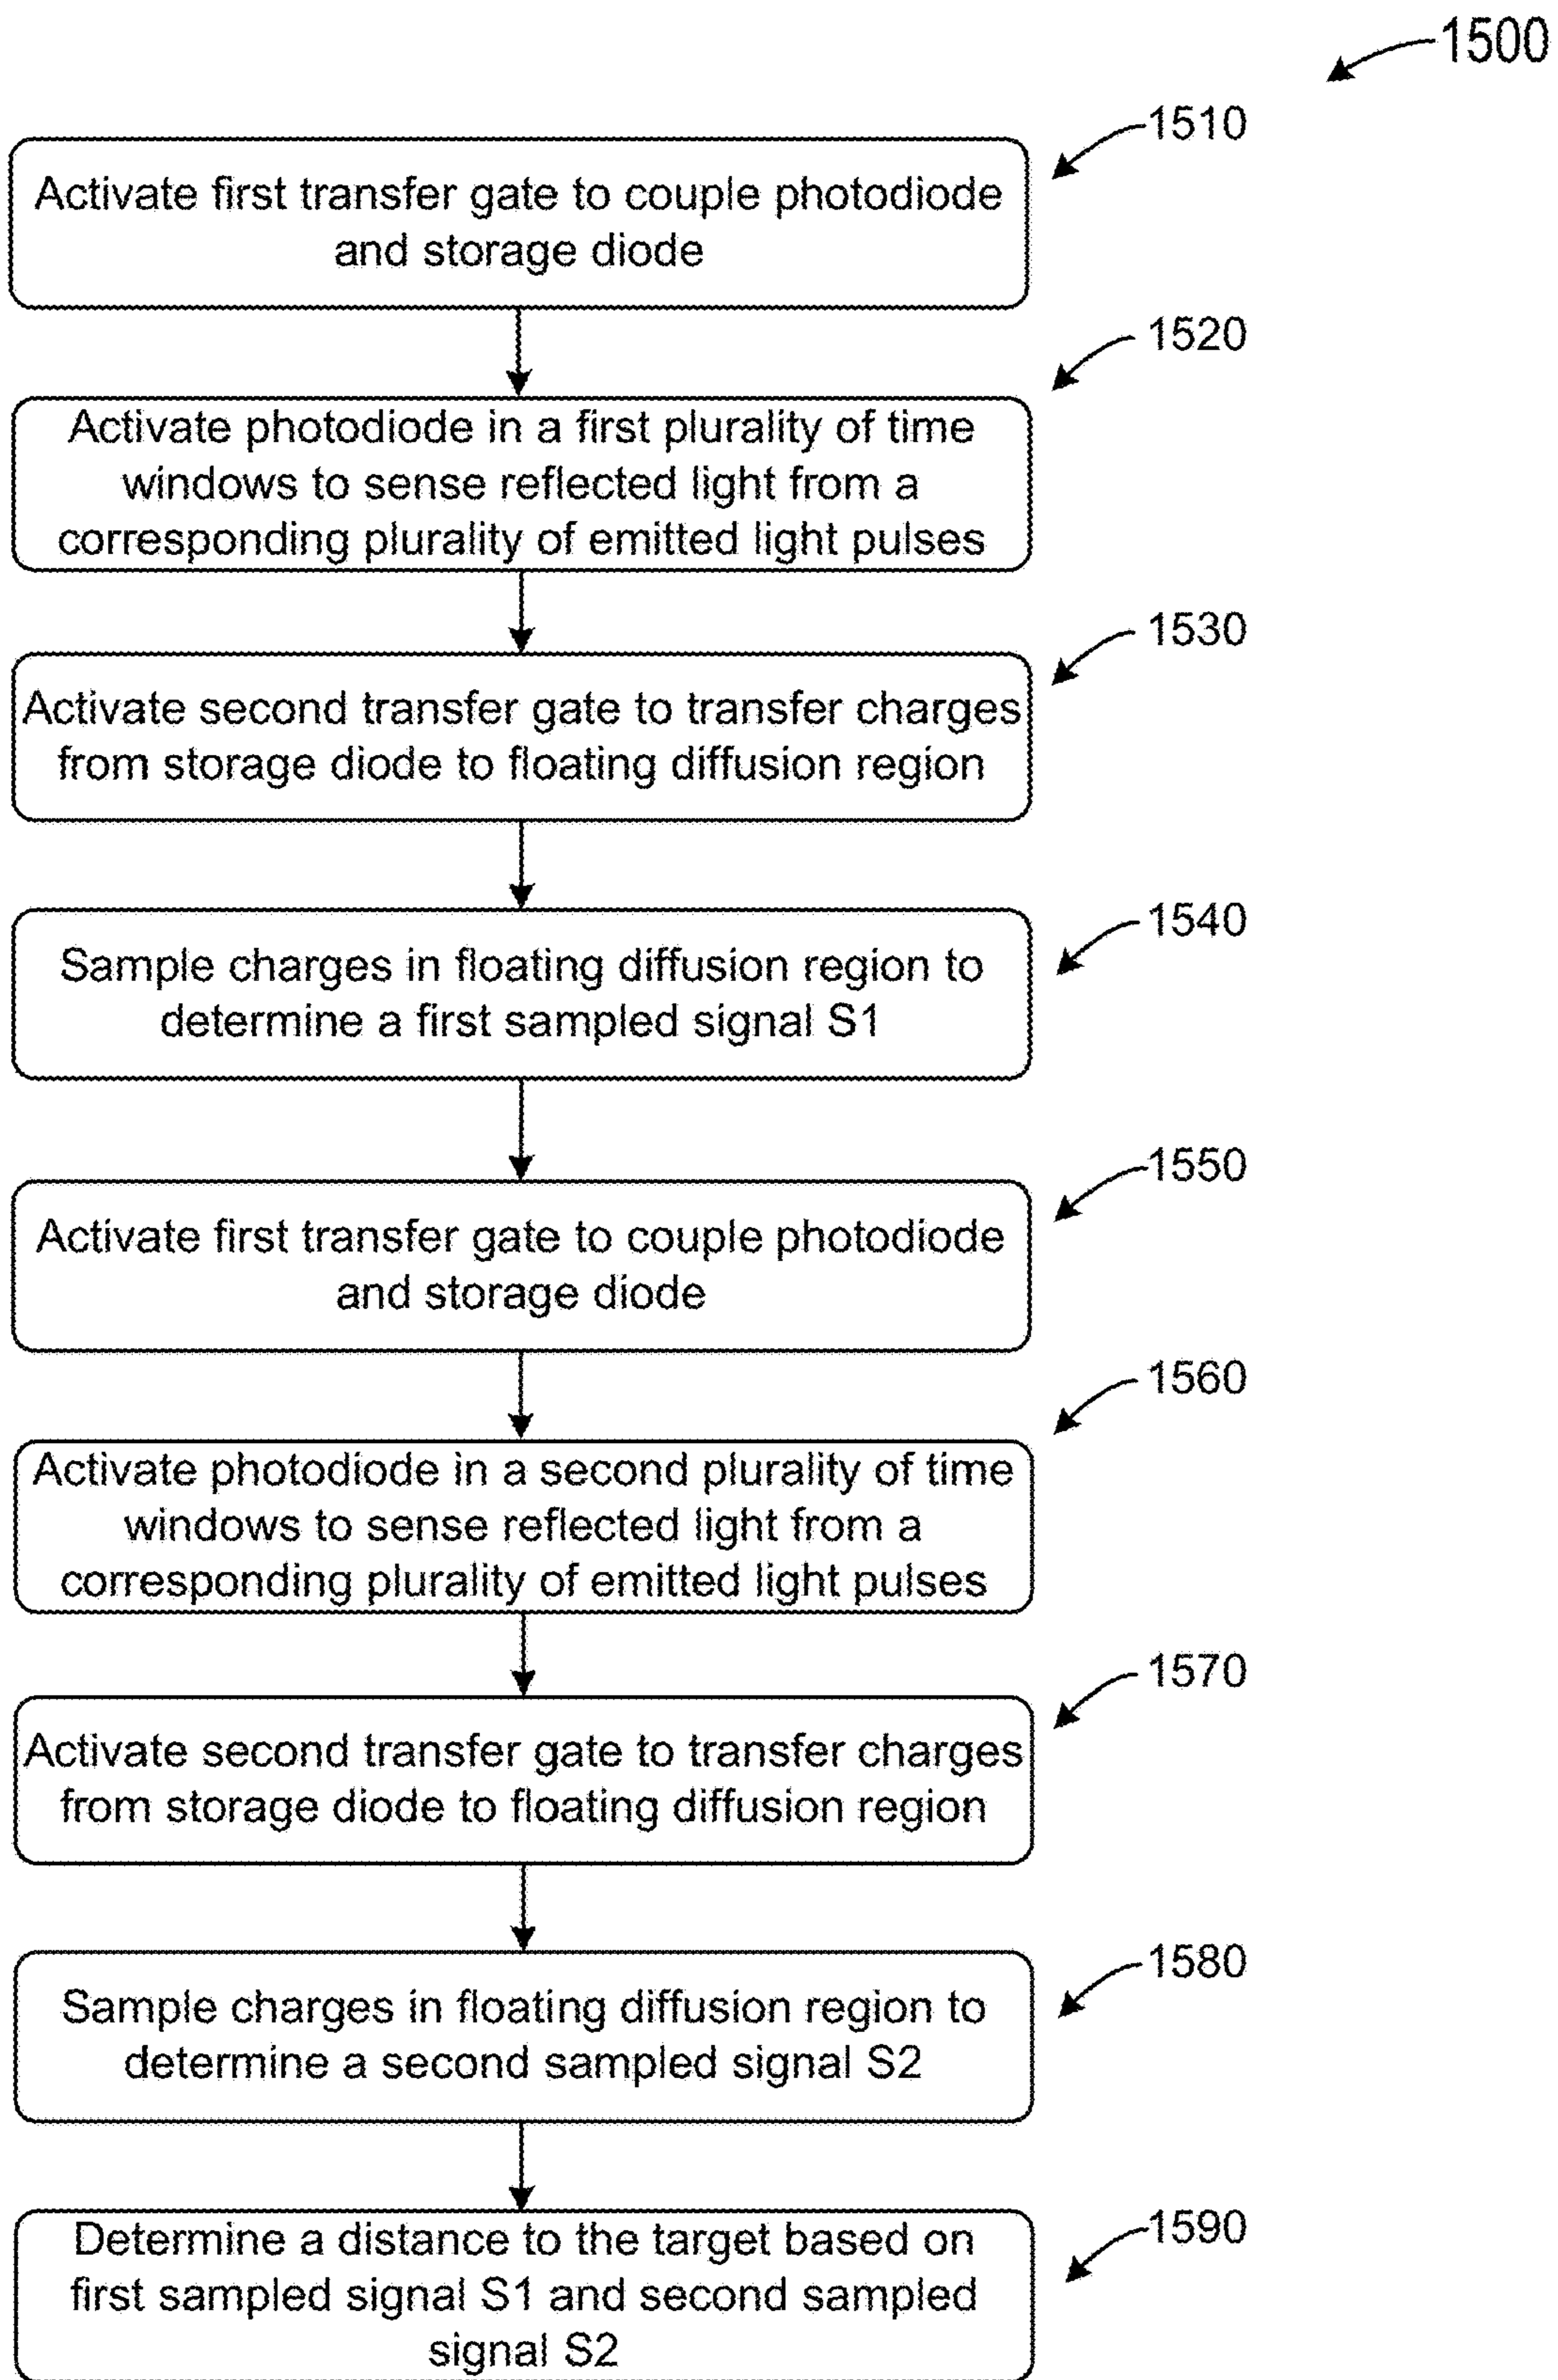 1500
1510
Activate first transfer gate to couple photodiode
and storage diode
1520
Activate photodiode in a first plurality of time
windows to sense reflected light from a
corresponding plurality of emitted light pulses
1530
Activate second transfer gate to transfer charges
from storage diode to floating diffusion region
1540
Sample charges in floating diffusion region to
determine a first sampled signal S1
1550
Activate first transfer gate to couple photodiode
and storage diode
1560
Activate photodiode in a second plurality of time
windows to sense reflected light from a
corresponding plurality of emitted light pulses
1570
Activate second transfer gate to transfer charges
from storage diode to floating diffusion region
1580
Sample charges in floating diffusion region to
determine a second sampled signal S2
1590
Determine a distance to the target based on
first sampled signal S1 and second sampled
signal S2